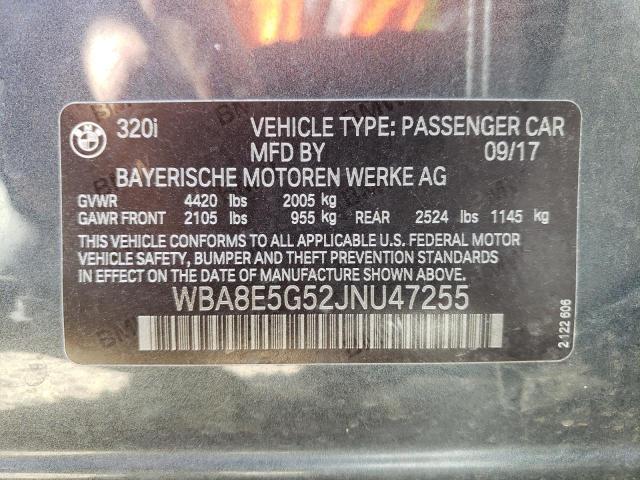 320i VEHICLE TYPE: PASSENGER CAR
MFD BY 09/17
BAYERISCHE MOTOREN WERKE AG
GVWR 4420 lbs 2005 kg
GAWR FRONT 2105 lbs 955 kg REAR 2524 lbs 1145 kg
THIS VEHICLE CONFORMS TO ALL APPLICABLE U.S. FEDERAL MOTOR
VEHICLE SAFETY, BUMPER AND THEFT PREVENTION STANDARDS
IN EFFECT ON THE DATE OF MANUFACTURE SHOWN ABOVE.
WBA8E5G52JNU47255
2 122 606